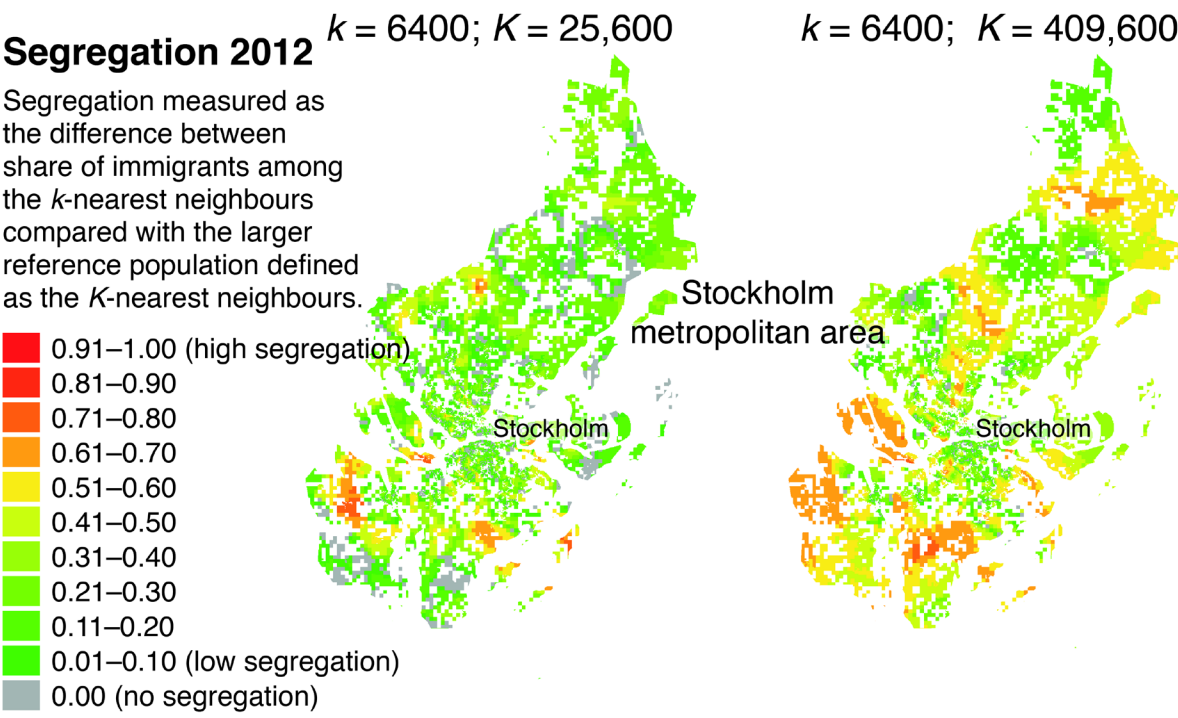 k = 6400; K = 25,600
k = 6400; K = 409,600
Segregation 2012
Segregation measured as
the difference between
share of immigrants among
the k-nearest neighbours
compared with the larger
reference population defined
as the K-nearest neighbours.
0.91–1.00 (high segregation)
0.81–0.90
0.71–0.80
0.61–0.70
0.51–0.60
0.41–0.50
0.31–0.40
0.21–0.30
0.11–0.20
0.01–0.10 (low segregation)
0.00 (no segregation)
Stockholm
metropolitan area
Stockholm
Stockholm